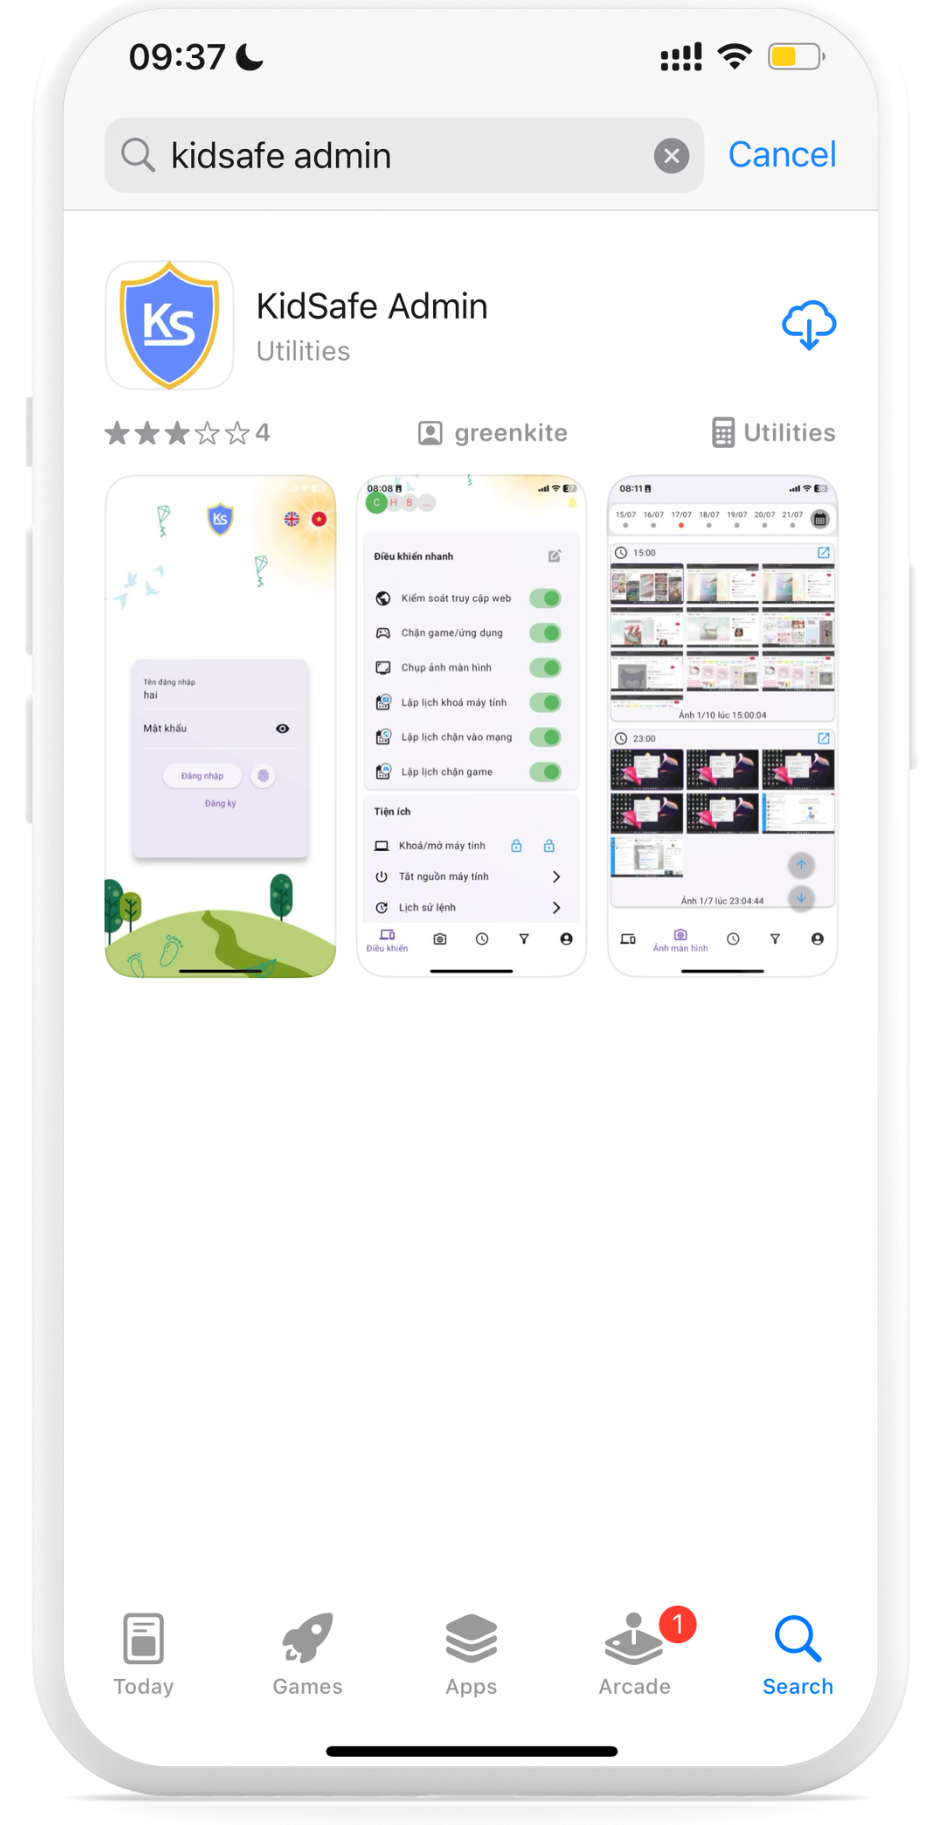 09:37
kidsafe admin
Cancel
KS
KidSafe Admin
Utilities
4
greenkite
Utilities
KS
Tên đăng nhập
hai
Mật khẩu
Đăng nhập
Đăng ký
08:08
C H B ...
Điều khiển nhanh
Kiểm soát truy cập web
Chặn game/ứng dụng
Chụp ảnh màn hình
Lập lịch khoá máy tính
Lập lịch chặn vào mạng
Lập lịch chặn game
Tiện ích
Khoá/mở máy tính
Tắt nguồn máy tính
Lịch sử lệnh
Điều khiển
08:11
15/07 16/07 17/07 18/07 19/07 20/07 21/07
15:00
Ảnh 1/10 lúc 15:00:04
23:00
Ảnh 1/7 lúc 23:04:44
Ảnh màn hình
1
Today
Games
Apps
Arcade
Search